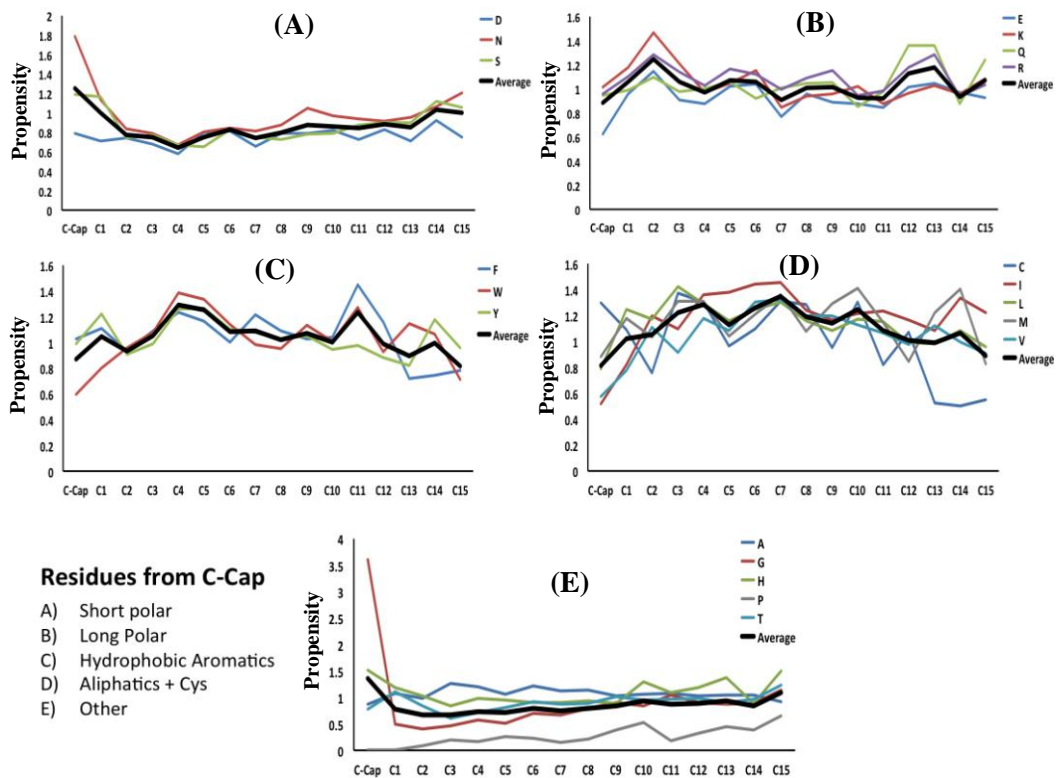 (A)
Propensity
2
1.8
1.6
1.4
1.2
1
0.8
0.6
0.4
0.2
0
C-Cap C1 C2 C3 C4 C5 C6 C7 C8 C9 C10 C11 C12 C13 C14 C15
D
N
S
Average
(B)
Propensity
1.6
1.4
1.2
1
0.8
0.6
0.4
0.2
0
C-Cap C1 C2 C3 C4 C5 C6 C7 C8 C9 C10 C11 C12 C13 C14 C15
E
K
Q
R
Average
(C)
Propensity
1.6
1.4
1.2
1
0.8
0.6
0.4
0.2
0
C-Cap C1 C2 C3 C4 C5 C6 C7 C8 C9 C10 C11 C12 C13 C14 C15
F
W
Y
Average
(D)
Propensity
1.6
1.4
1.2
1
0.8
0.6
0.4
0.2
0
C-Cap C1 C2 C3 C4 C5 C6 C7 C8 C9 C10 C11 C12 C13 C14 C15
C
I
L
M
V
Average
Residues from C-Cap
A) Short polar
B) Long Polar
C) Hydrophobic Aromatics
D) Aliphatics + Cys
E) Other
(E)
Propensity
4
3.5
3
2.5
2
1.5
1
0.5
0
C-Cap C1 C2 C3 C4 C5 C6 C7 C8 C9 C10 C11 C12 C13 C14 C15
A
G
H
P
T
Average